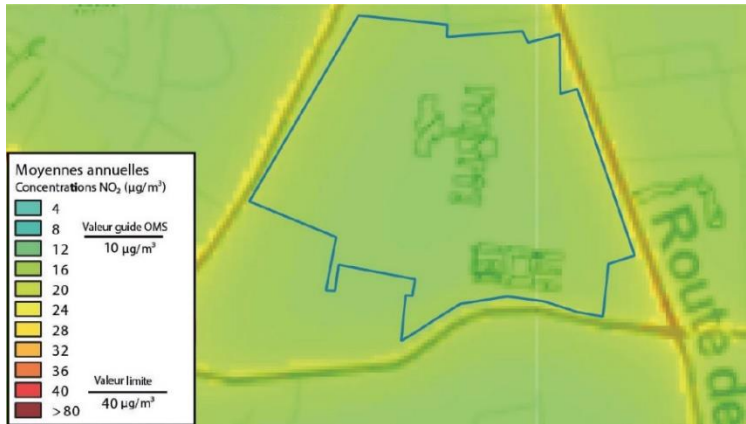 Moyennes annuelles
Concentrations NO₂ (µg/m³)
4
8
Valeur guide OMS
10 µg/m³
12
16
20
24
28
32
36
40
Valeur limite
40 µg/m³
>80
Route de